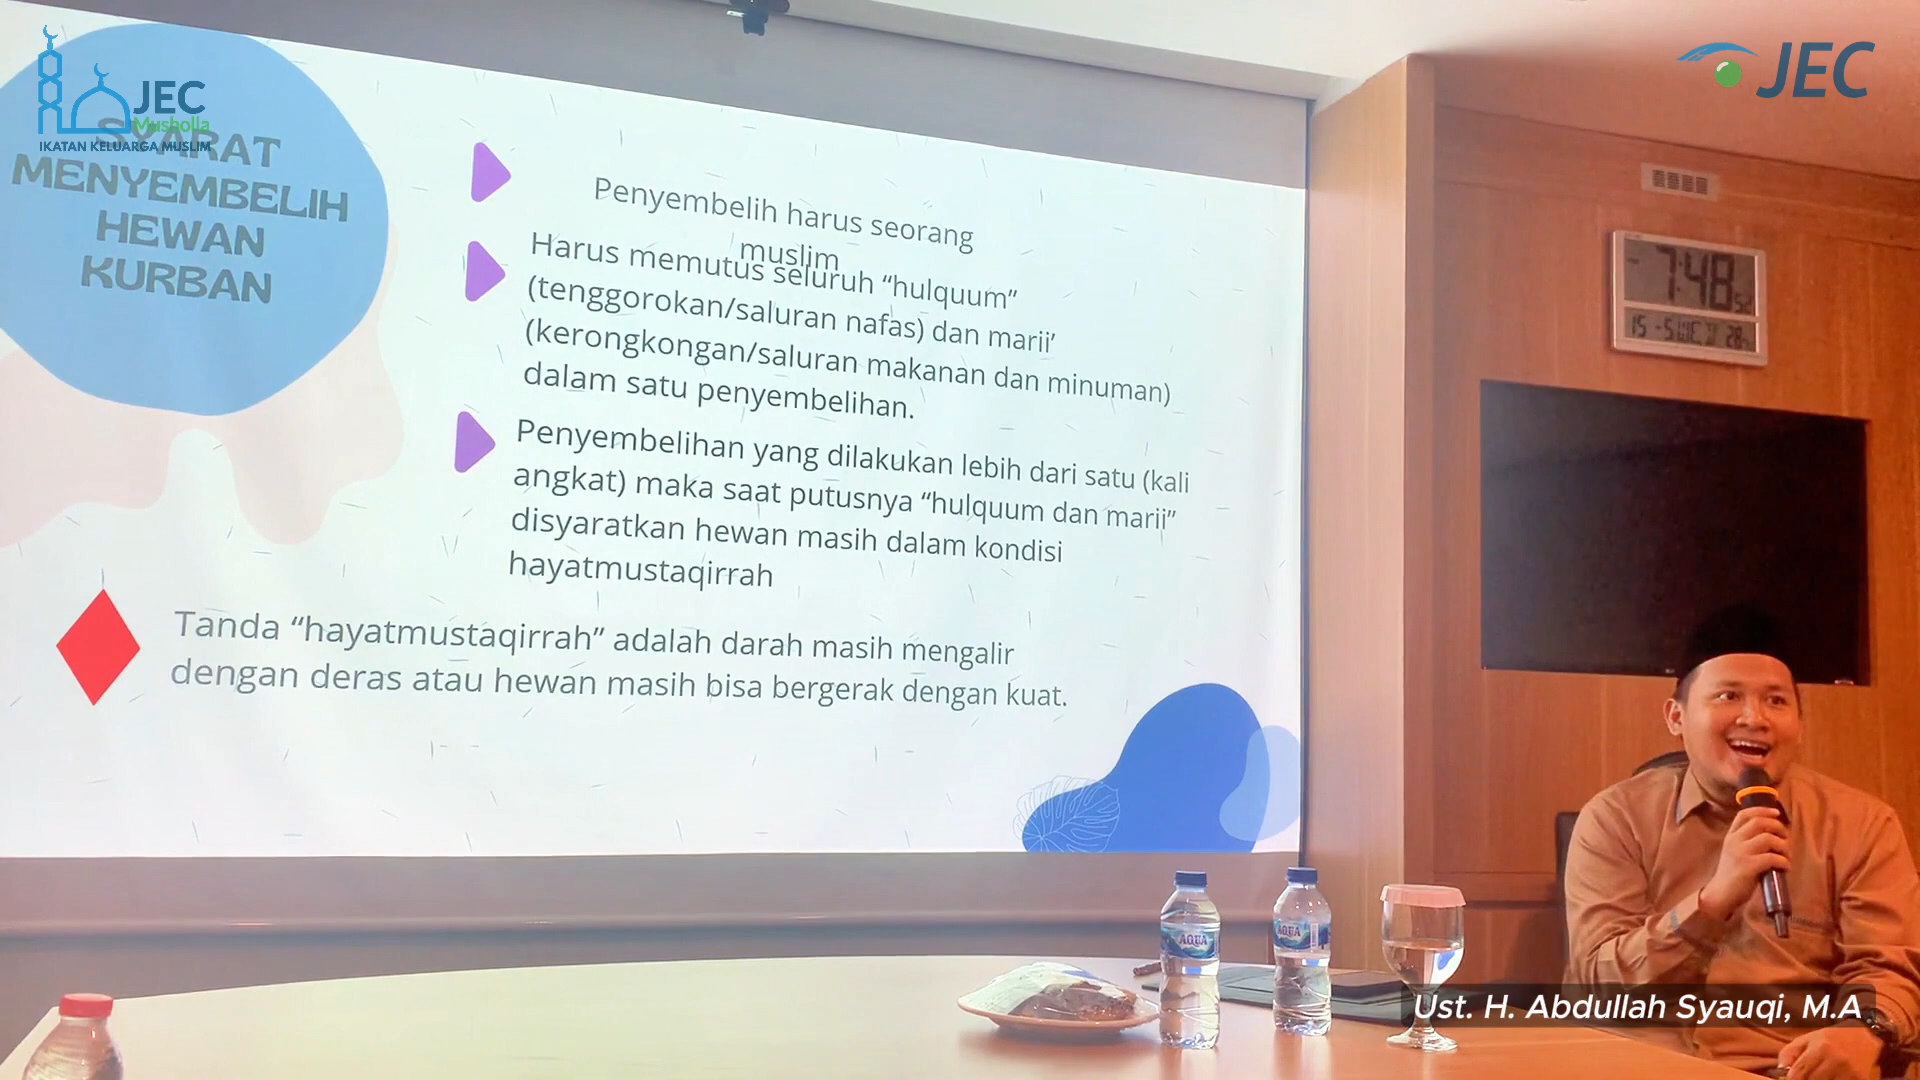 JEC
Musholla
IKATAN KELUARGA MUSLIM
SYARAT
MENYEMBELIH
HEWAN
KURBAN
Penyembelih harus seorang
muslim
Harus memutus seluruh “hulquum”
(tenggorokan/saluran nafas) dan marii’
(kerongkongan/saluran makanan dan minuman)
dalam satu penyembelihan.
Penyembelihan yang dilakukan lebih dari satu (kali
angkat) maka saat putusnya “hulquum dan marii”
disyaratkan hewan masih dalam kondisi
hayatmustaqirrah
Tanda “hayatmustaqirrah” adalah darah masih mengalir
dengan deras atau hewan masih bisa bergerak dengan kuat.
JEC
7:48
AQUA
AQUA
Ust. H. Abdullah Syauqi, M.A